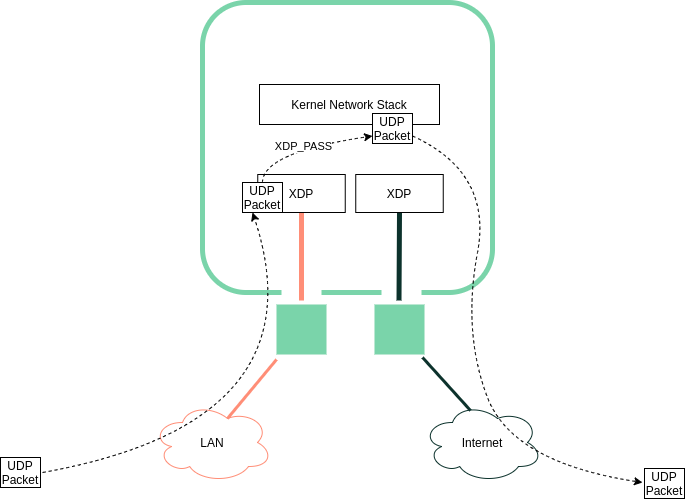 Kernel Network Stack
UDP
Packet
XDP_PASS
UDP
Packet
XDP
XDP
LAN
Internet
UDP
Packet
UDP
Packet